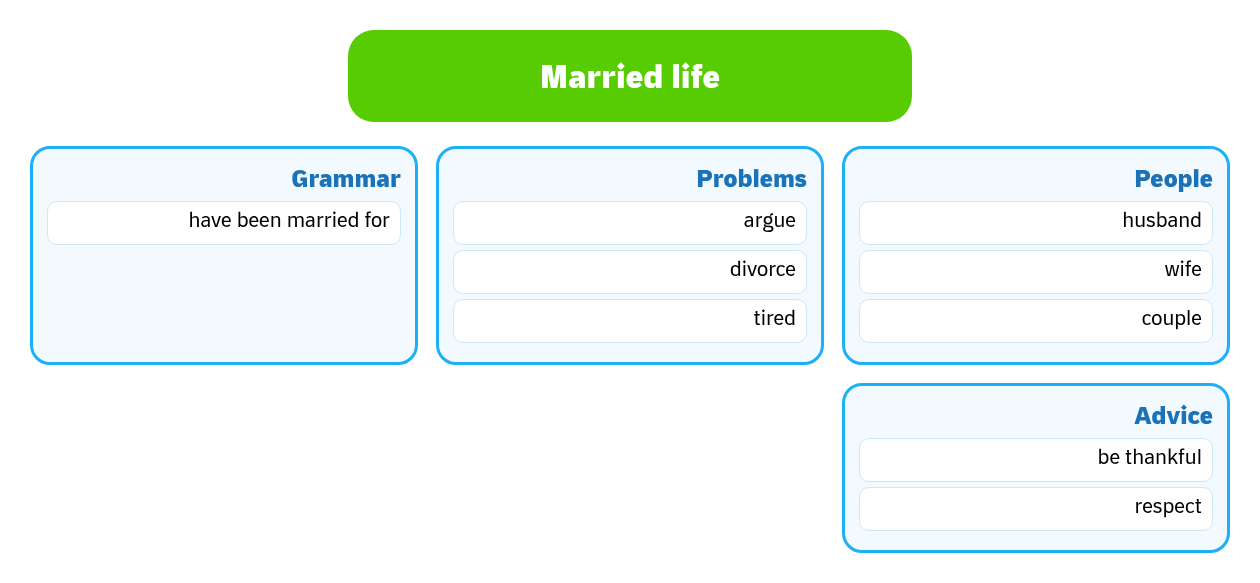 Married life
People
husband
wife
couple
Problems
argue
divorce
tired
Grammar
have been married for
Advice
be thankful
respect